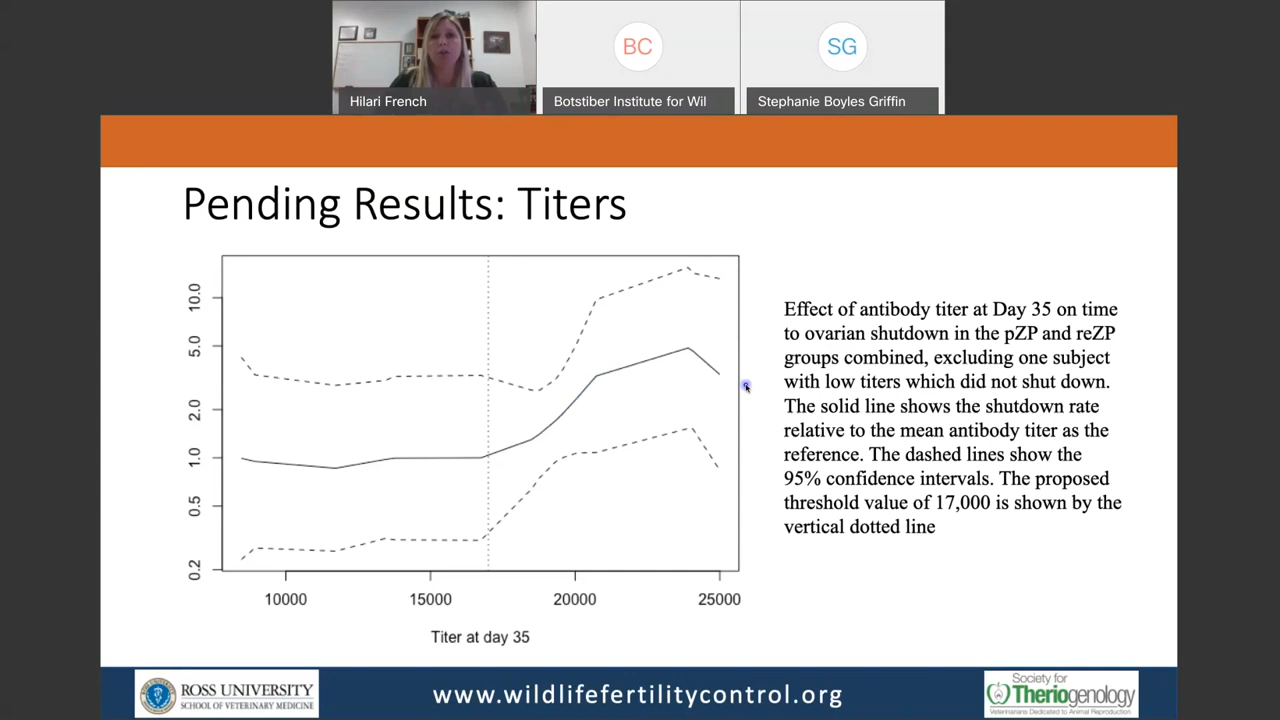 BC
SG
Hilari French
Botstiber Institute for Wil
Stephanie Boyles Griffin
Pending Results: Titers
10.0
5.0
2.0
1.0
0.5
0.2
10000
15000
20000
25000
Titer at day 35
Effect of antibody titer at Day 35 on time
to ovarian shutdown in the pZP and reZP
groups combined, excluding one subject
with low titers which did not shut down.
The solid line shows the shutdown rate
relative to the mean antibody titer as the
reference. The dashed lines show the
95% confidence intervals. The proposed
threshold value of 17,000 is shown by the
vertical dotted line
ROSS UNIVERSITY
SCHOOL OF VETERINARY MEDICINE
www.wildlifefertilitycontrol.org
Society for
Theriogenology
Veterinarians Dedicated to Animal Reproduction